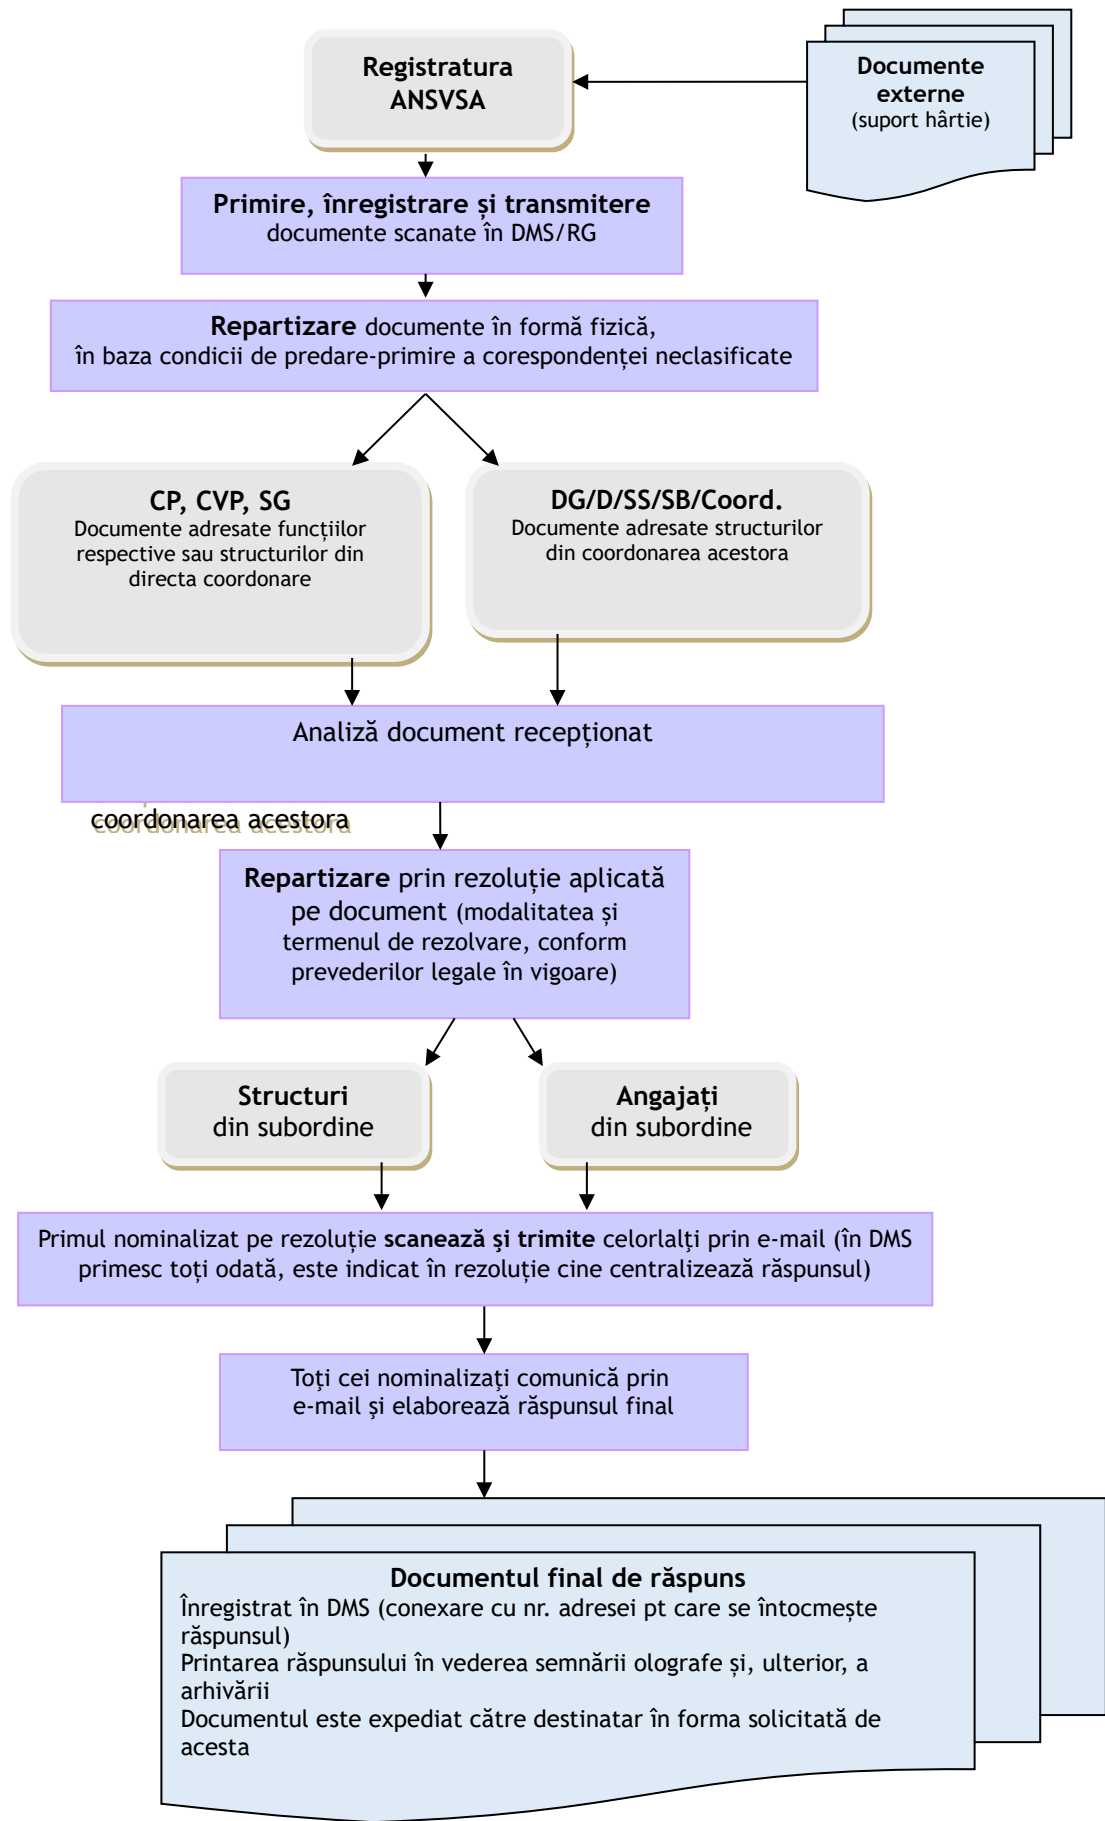 Registratura
ANSVSA
Documente
externe
(suport hârtie)
Primire, înregistrare și transmitere
documente scanate în DMS/RG
Repartizare documente în formă fizică,
în baza condicii de predare-primire a corespondenței neclasificate
CP, CVP, SG
Documente adresate funcțiilor
respective sau structurilor din
directa coordonare
DG/D/SS/SB/Coord.
Documente adresate structurilor
din coordonarea acestora
Analiză document recepționat
coordonarea acestora
Repartizare prin rezoluție aplicată
pe document (modalitatea și
termenul de rezolvare, conform
prevederilor legale în vigoare)
Structuri
din subordine
Angajați
din subordine
Primul nominalizat pe rezoluție scanează şi trimite celorlalţi prin e-mail (în DMS
primesc toți odată, este indicat în rezoluție cine centralizează răspunsul)
Toţi cei nominalizaţi comunică prin
e-mail şi elaborează răspunsul final
Documentul final de răspuns
Înregistrat în DMS (conexare cu nr. adresei pt care se întocmește
răspunsul)
Printarea răspunsului în vederea semnării olografe și, ulterior, a
arhivării
Documentul este expediat către destinatar în forma solicitată de
acesta